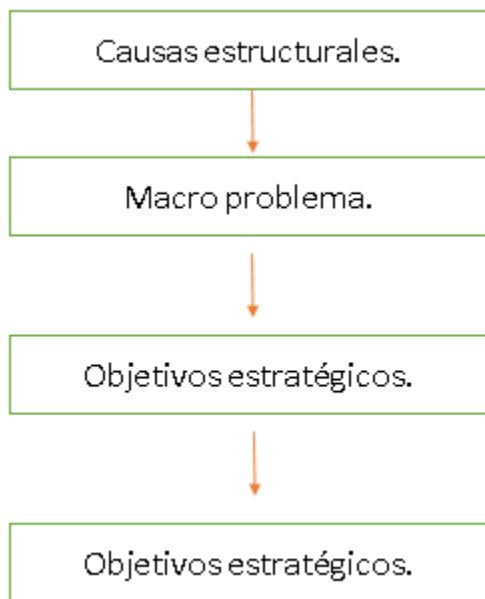 Causas estructurales.
Macro problema.
Objetivos estratégicos.
Objetivos estratégicos.